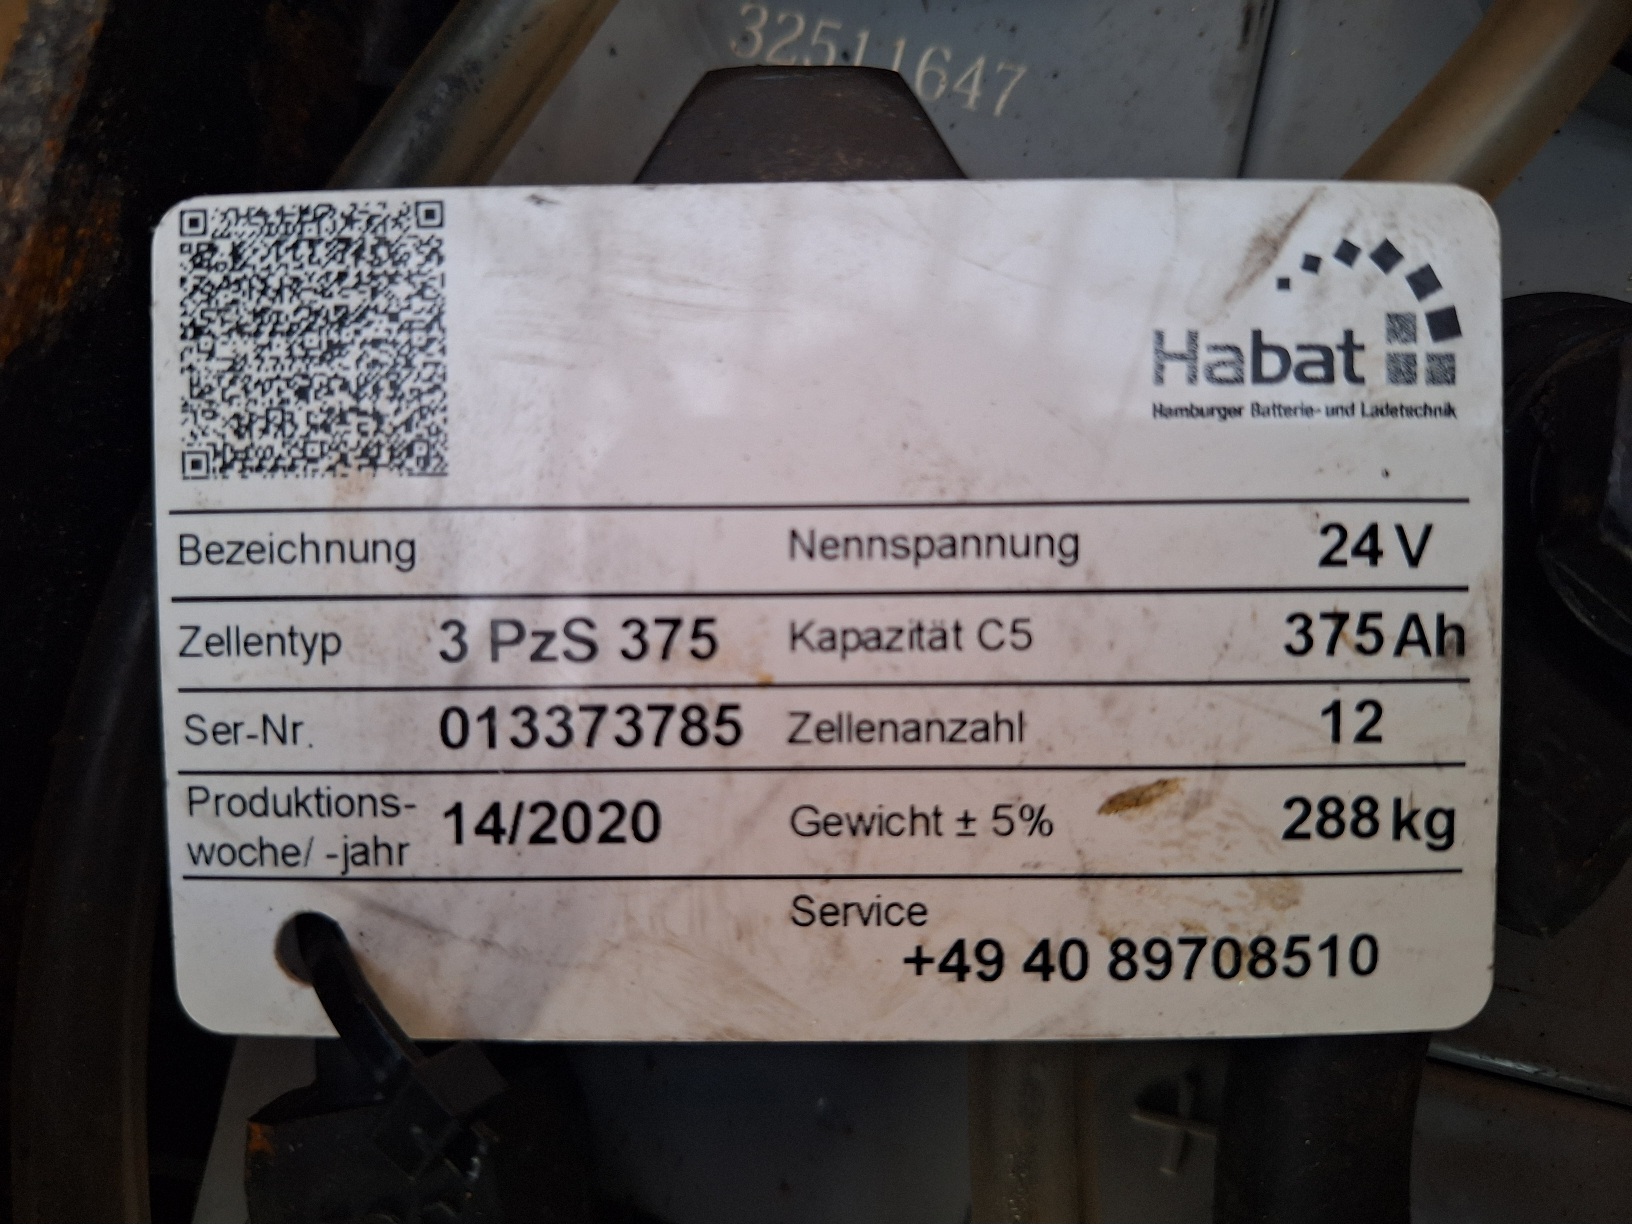 32511647
Habat
Hamburger Batterie- und Ladetechnik
Bezeichnung Nennspannung 24 V
Zellentyp 3 PzS 375 Kapazität C5 375 Ah
Ser-Nr. 013373785 Zellenanzahl 12
Produktions-
woche/ -jahr 14/2020 Gewicht ± 5% 288 kg
Service
+49 40 89708510